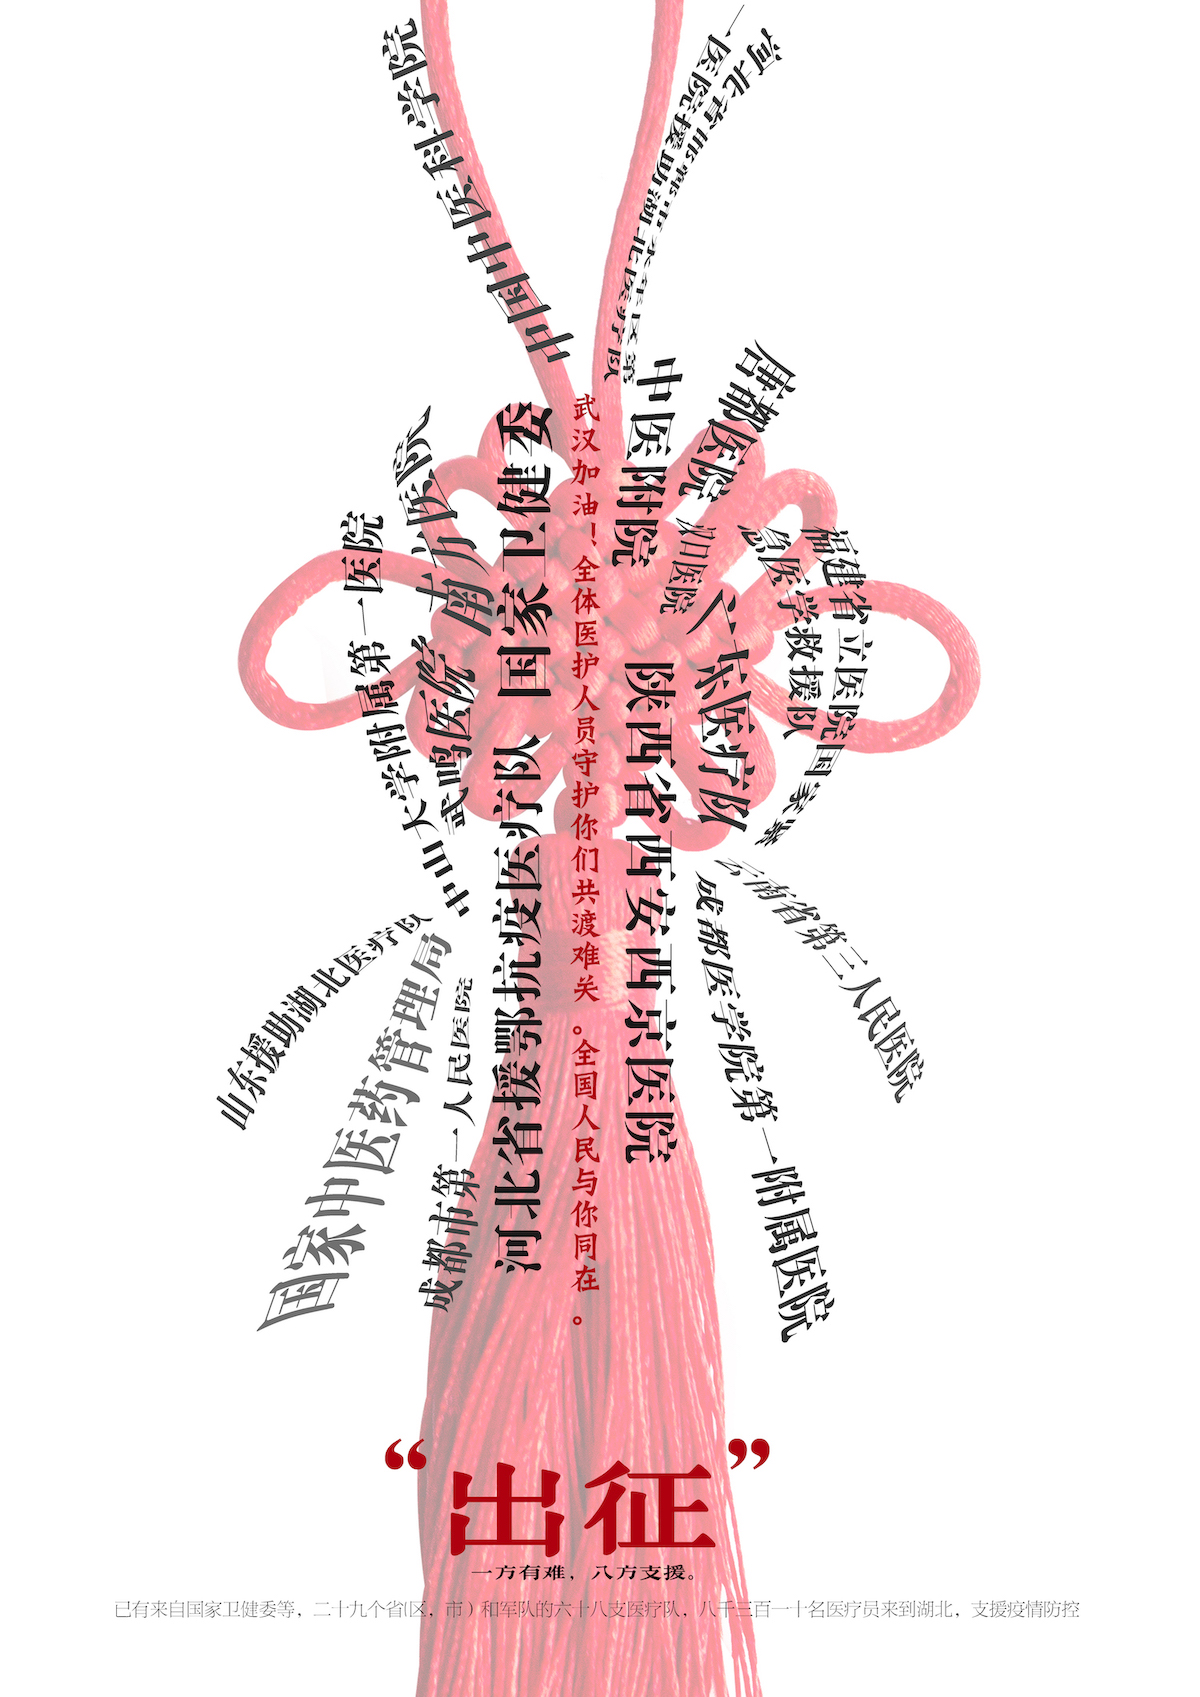 中国中医科学院
一医院援助湖北医疗队
唐都医院
中医附院
国家卫健委
武汉加油！全体医护人员守护你们共渡难关。全国人民与你同在。
南方医院
中山大学附属第一医院
武鸣医院
妇医院
广东医疗队
福建省立医院国家紧
急医学救援队
陕西省西安西京医院
河北省援鄂抗疫医疗队
山东援助湖北医疗队
国家中医药管理局
成都市第一人民医院
成都医学院第一附属医院
云南省第三人民医院
“出征”
一方有难，八方支援。
已有来自国家卫健委等，二十九个省(区，市）和军队的六十八支医疗队，八千三百一十名医疗员来到湖北，支援疫情防控